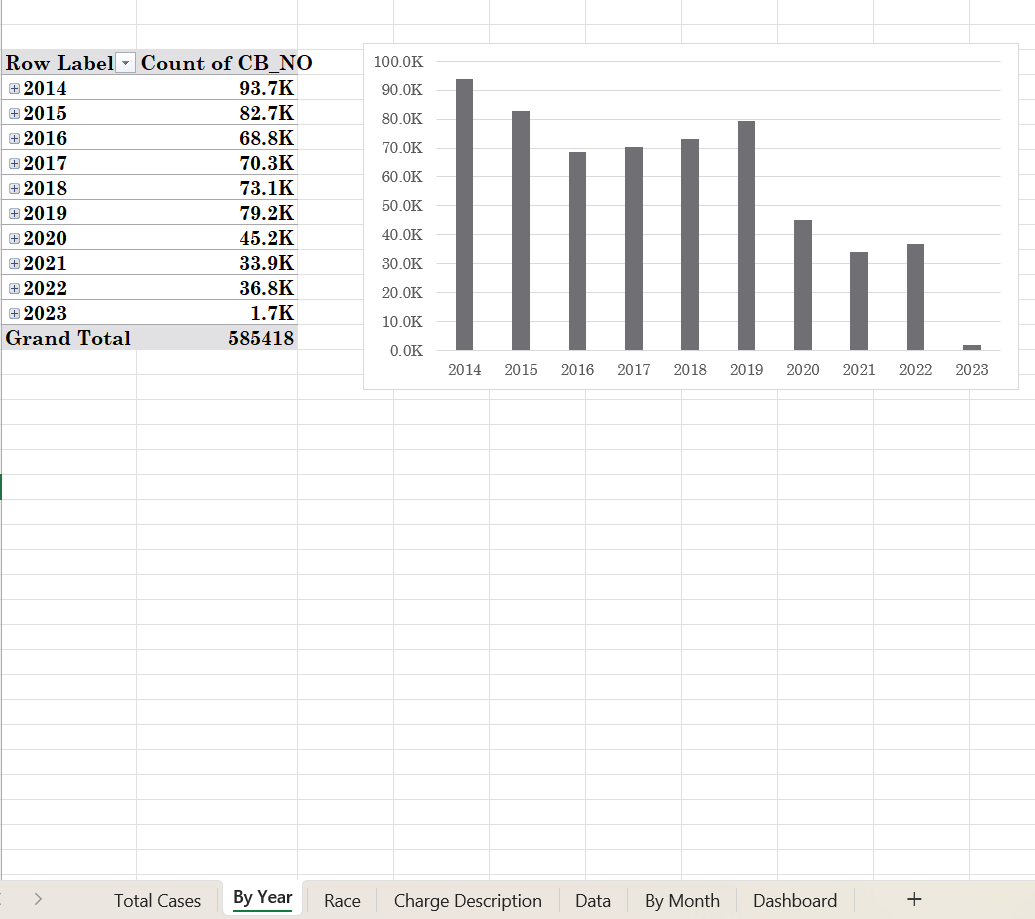 Row Label Count of CB_NO
2014 93.7K
2015 82.7K
2016 68.8K
2017 70.3K
2018 73.1K
2019 79.2K
2020 45.2K
2021 33.9K
2022 36.8K
2023 1.7K
Grand Total 585418
100.0K
90.0K
80.0K
70.0K
60.0K
50.0K
40.0K
30.0K
20.0K
10.0K
0.0K
2014 2015 2016 2017 2018 2019 2020 2021 2022 2023
Total Cases By Year Race Charge Description Data By Month Dashboard